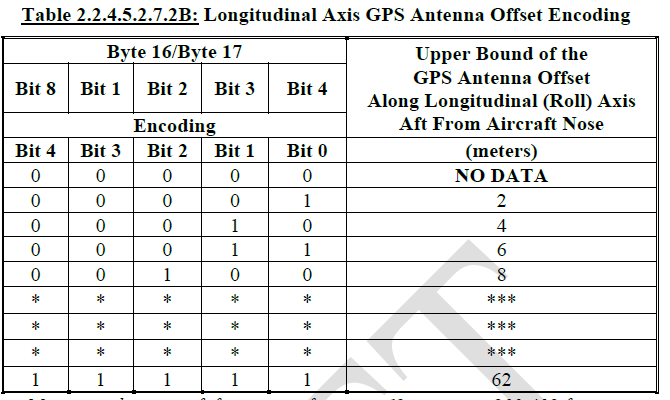 Table 2.2.4.5.2.7.2B: Longitudinal Axis GPS Antenna Offset Encoding
Byte 16/Byte 17
Upper Bound of the
GPS Antenna Offset
Along Longitudinal (Roll) Axis
Aft From Aircraft Nose
Bit 8 Bit 1 Bit 2 Bit 3 Bit 4
Encoding
Bit 4 Bit 3 Bit 2 Bit 1 Bit 0 (meters)
0 0 0 0 0 NO DATA
0 0 0 0 1 2
0 0 0 1 0 4
0 0 0 1 1 6
0 0 1 0 0 8
* * * * * ***
* * * * * ***
* * * * * ***
1 1 1 1 1 62